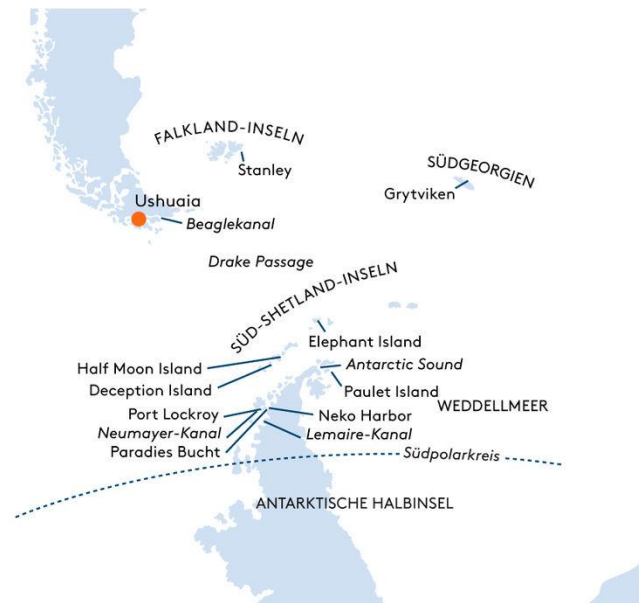 FALKLAND-INSELN
Stanley
SÜDGEORGIEN
Grytviken
Ushuaia
Beaglekanal
Drake Passage
SÜD-SHETLAND-INSELN
Elephant Island
Half Moon Island
Antarctic Sound
Deception Island
Paulet Island
WEDDELLMEER
Port Lockroy
Neko Harbor
Neumayer-Kanal
Lemaire-Kanal
Paradies Bucht
Südpolarkreis
ANTARKTISCHE HALBINSEL